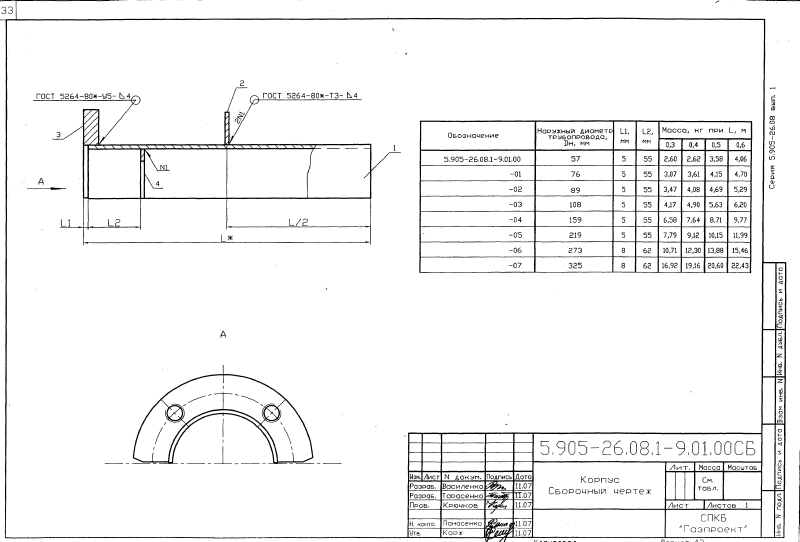 33
ГОСТ 5264-80ж-У5-⊿4
2
ГОСТ 5264-80ж-Т3-⊿4
2N1
3
1
N1
4
А
L1
L2
L/2
Lж
А
Обозначение
Наружный диаметр трубопровода, Dн, мм
L1, мм
L2, мм
Масса, кг при L, м
0,3 0,4 0,5 0,6
5.905-26.08.1-9.01.00 57 5 55 2,60 2,62 3,58 4,06
-01 76 5 55 3,07 3,61 4,15 4,70
-02 89 5 55 3,47 4,08 4,69 5,29
-03 108 5 55 4,17 4,90 5,63 6,20
-04 159 5 55 6,58 7,64 8,71 9,77
-05 219 5 55 7,79 9,12 10,15 11,99
-06 273 8 62 10,71 12,30 13,88 15,46
-07 325 8 62 16,92 19,16 20,60 22,43
Серия 5.905-26.08 вып. 1
Подпись и дата
Инв. N дубл.
Взам инв. N
Подпись и дата
Инв. N подл.
5.905-26.08.1-9.01.00СБ
Изм. Лист N докум. Подпись Дата
Разраб. Василенко 11.07
Разраб. Тарасенко 11.07
Пров. Крючков 11.07
Н. контр. Панасенко 11.07
Утв. Корж 11.07
Корпус
Сборочный чертеж
Лит. Масса Масштаб
См. табл.
Лист Листов 1
СПКБ
"Газпроект"